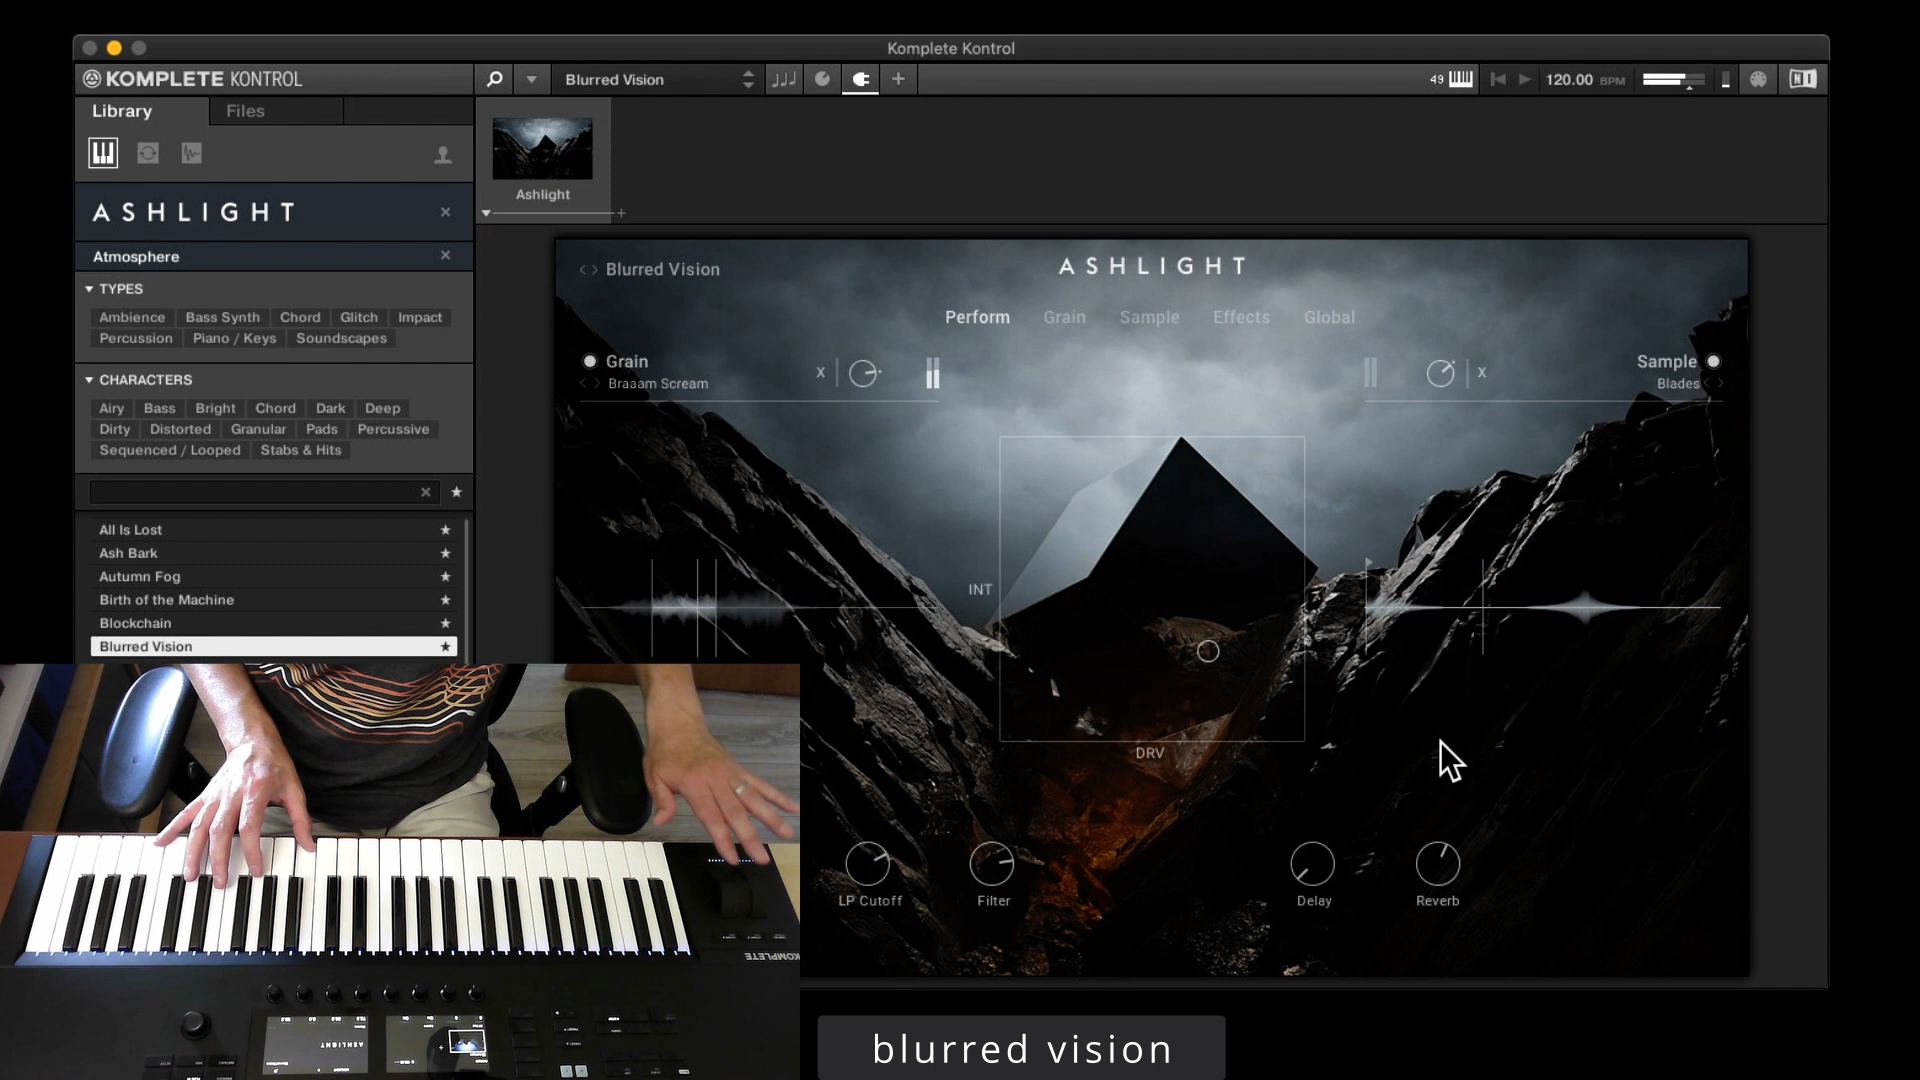 Komplete Kontrol
KOMPLETE KONTROL
Blurred Vision
49
120.00 BPM
Library
Files
ASHLIGHT
Atmosphere
TYPES
Ambience Bass Synth Chord Glitch Impact
Percussion Piano / Keys Soundscapes
CHARACTERS
Airy Bass Bright Chord Dark Deep
Dirty Distorted Granular Pads Percussive
Sequenced / Looped Stabs & Hits
All Is Lost
Ash Bark
Autumn Fog
Birth of the Machine
Blockchain
Blurred Vision
Ashlight
Blurred Vision
ASHLIGHT
Perform Grain Sample Effects Global
Grain
Braaam Scream
X
X
Sample
Blades
INT
DRV
LP Cutoff
Filter
Delay
Reverb
KOMPLETE
ASHLIGHT
blurred vision